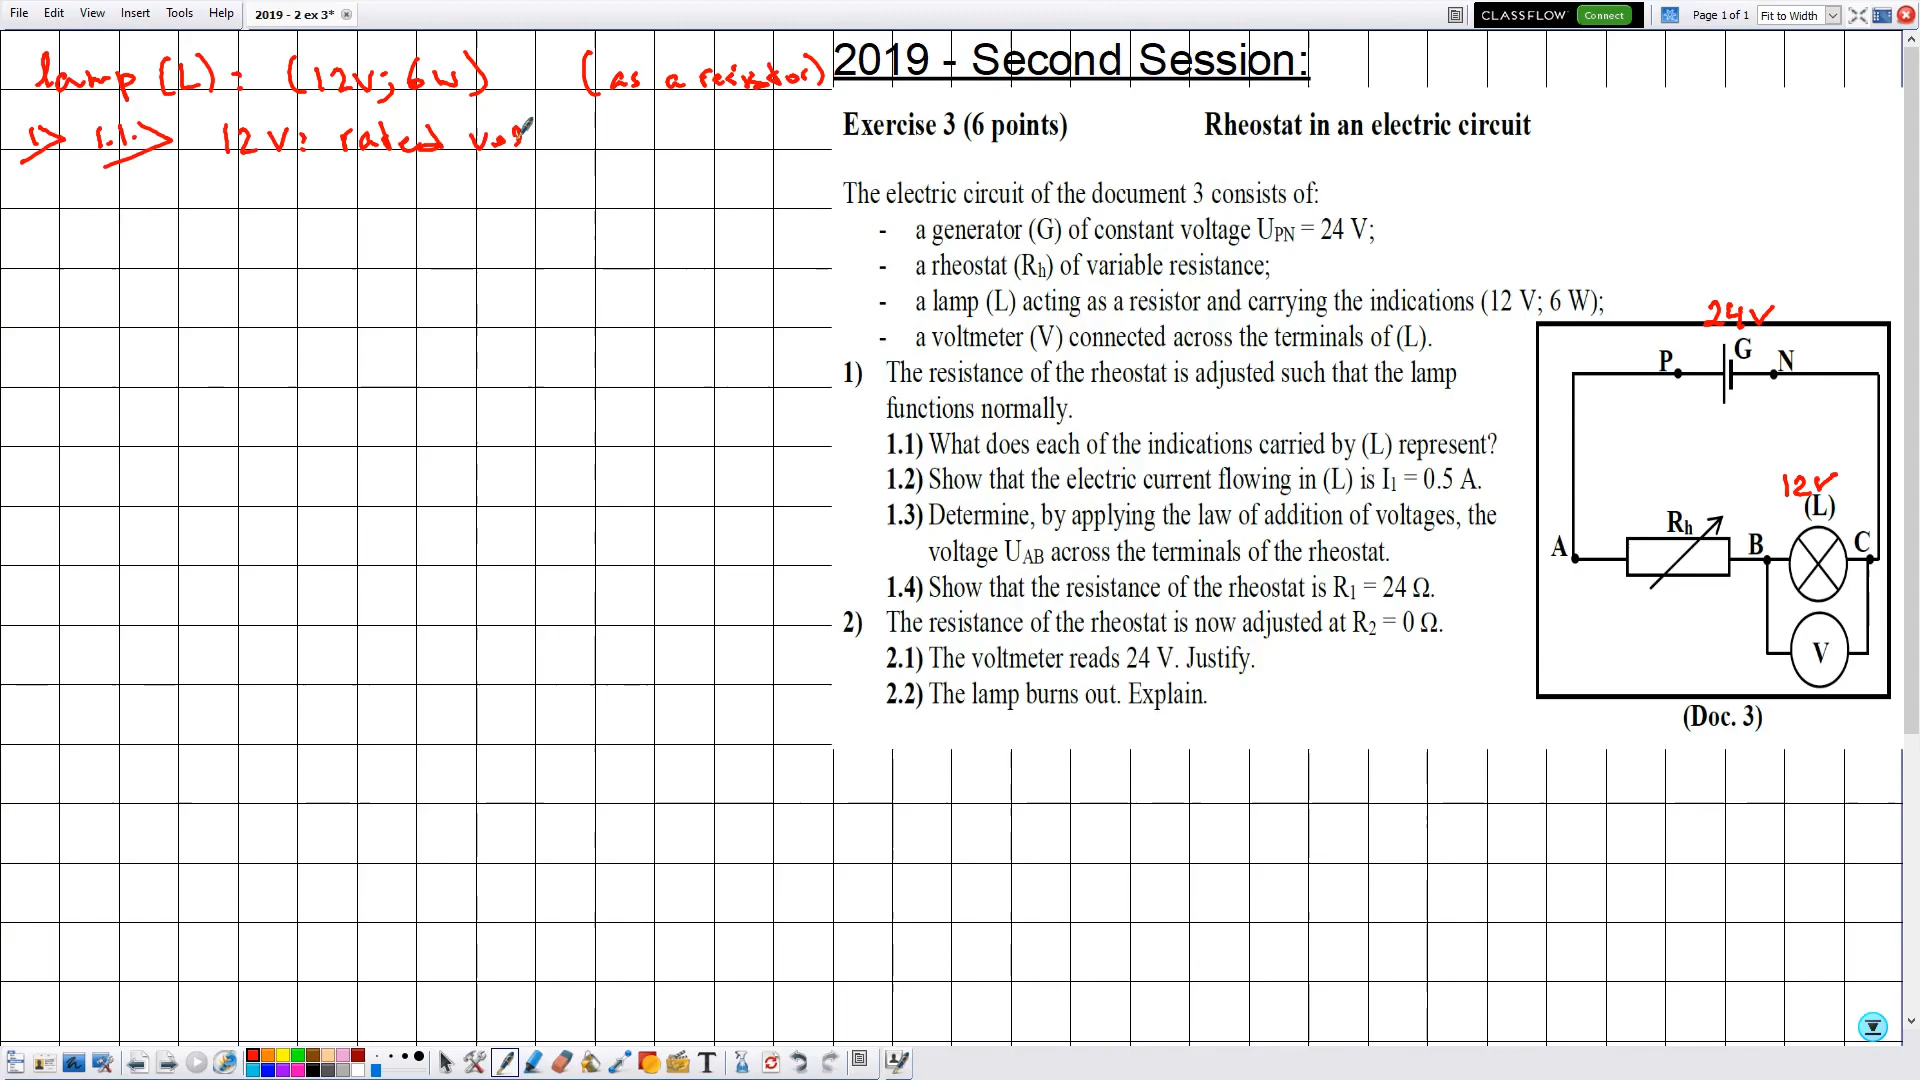 File Edit View Insert Tools Help
2019 - 2 ex 3*
CLASSFLOW Connect
Page 1 of 1 Fit to Width
lamp (L): (12V; 6W) (as a resistor)
1> 1.1.> 12V: rated
2019 - Second Session:
Exercise 3 (6 points) Rheostat in an electric circuit
The electric circuit of the document 3 consists of:
- a generator (G) of constant voltage UPN = 24 V;
- a rheostat (Rh) of variable resistance;
- a lamp (L) acting as a resistor and carrying the indications (12 V; 6 W);
- a voltmeter (V) connected across the terminals of (L).
1) The resistance of the rheostat is adjusted such that the lamp
functions normally.
1.1) What does each of the indications carried by (L) represent?
1.2) Show that the electric current flowing in (L) is I1 = 0.5 A.
1.3) Determine, by applying the law of addition of voltages, the
voltage UAB across the terminals of the rheostat.
1.4) Show that the resistance of the rheostat is R1 = 24 Ω.
2) The resistance of the rheostat is now adjusted at R2 = 0 Ω.
2.1) The voltmeter reads 24 V. Justify.
2.2) The lamp burns out. Explain.
24V
P G N
12V
(L)
Rh
A B C
V
(Doc. 3)
T